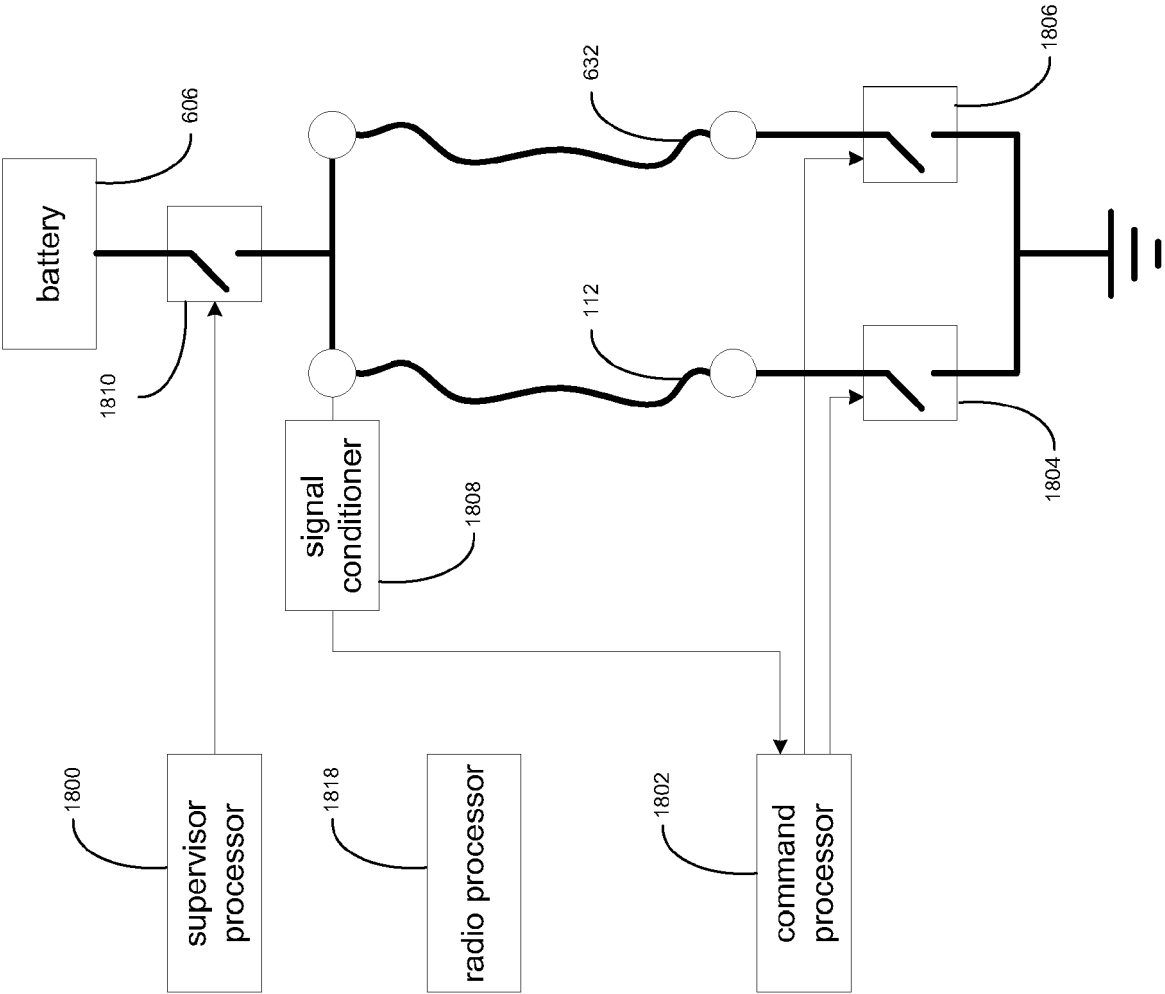 battery
606
1810
632
112
1806
1804
signal
conditioner
1808
supervisor
processor
1800
radio processor
1818
command
processor
1802